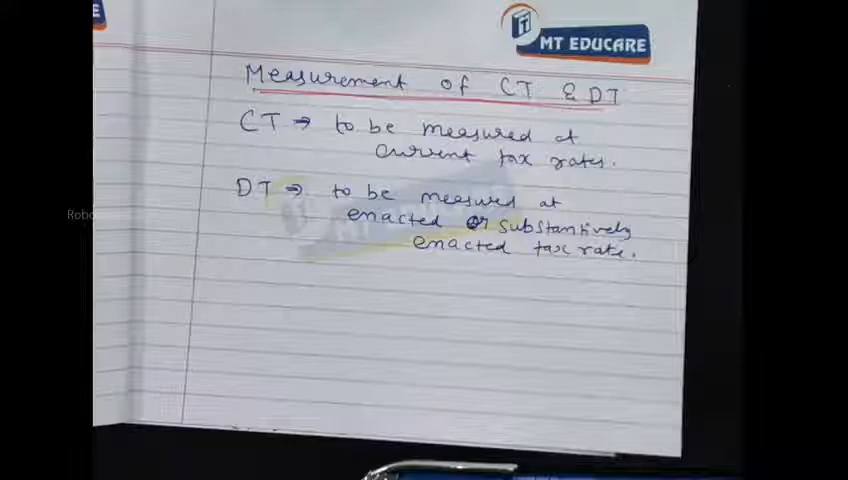 E
MT EDUCARE
Measurement of CT & DT
CT → to be measured at
current tax rates.
DT → to be measured at
enacted or substantively
enacted tax rate.
Robo